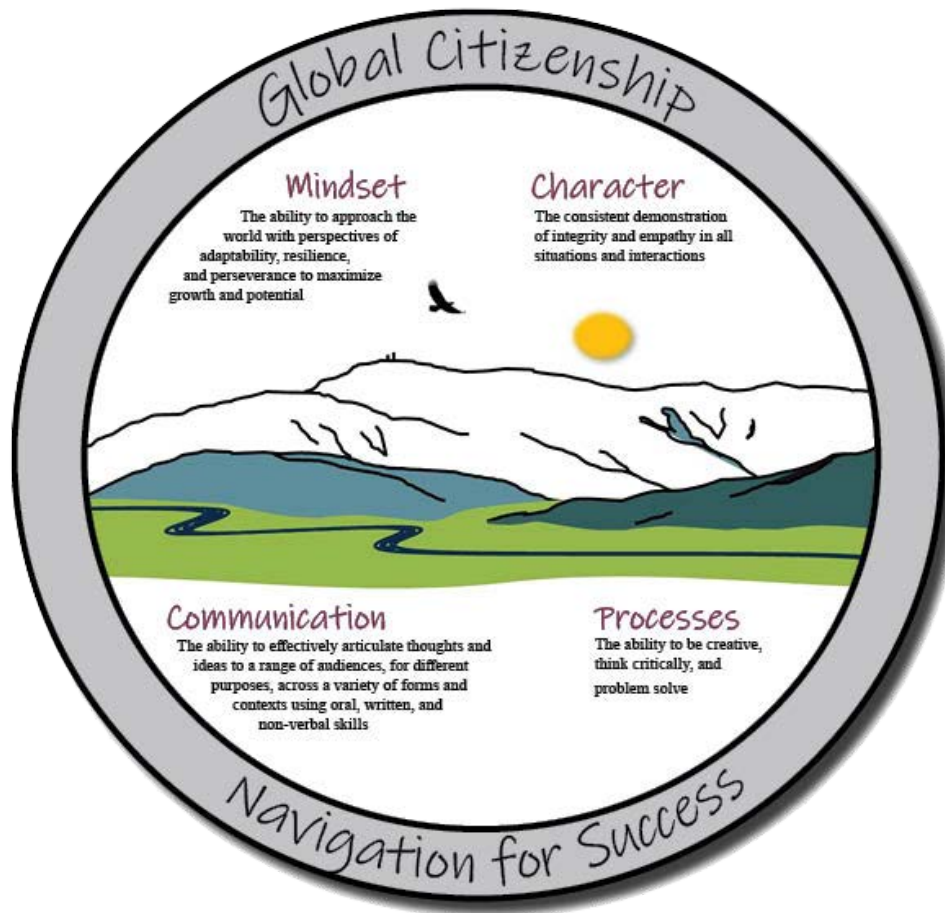 Global Citizenship
Mindset
The ability to approach the
world with perspectives of
adaptability, resilience,
and perseverance to maximize
growth and potential
Character
The consistent demonstration
of integrity and empathy in all
situations and interactions
Communication
The ability to effectively articulate thoughts and
ideas to a range of audiences, for different
purposes, across a variety of forms and
contexts using oral, written, and
non-verbal skills
Processes
The ability to be creative,
think critically, and
problem solve
Navigation for Success